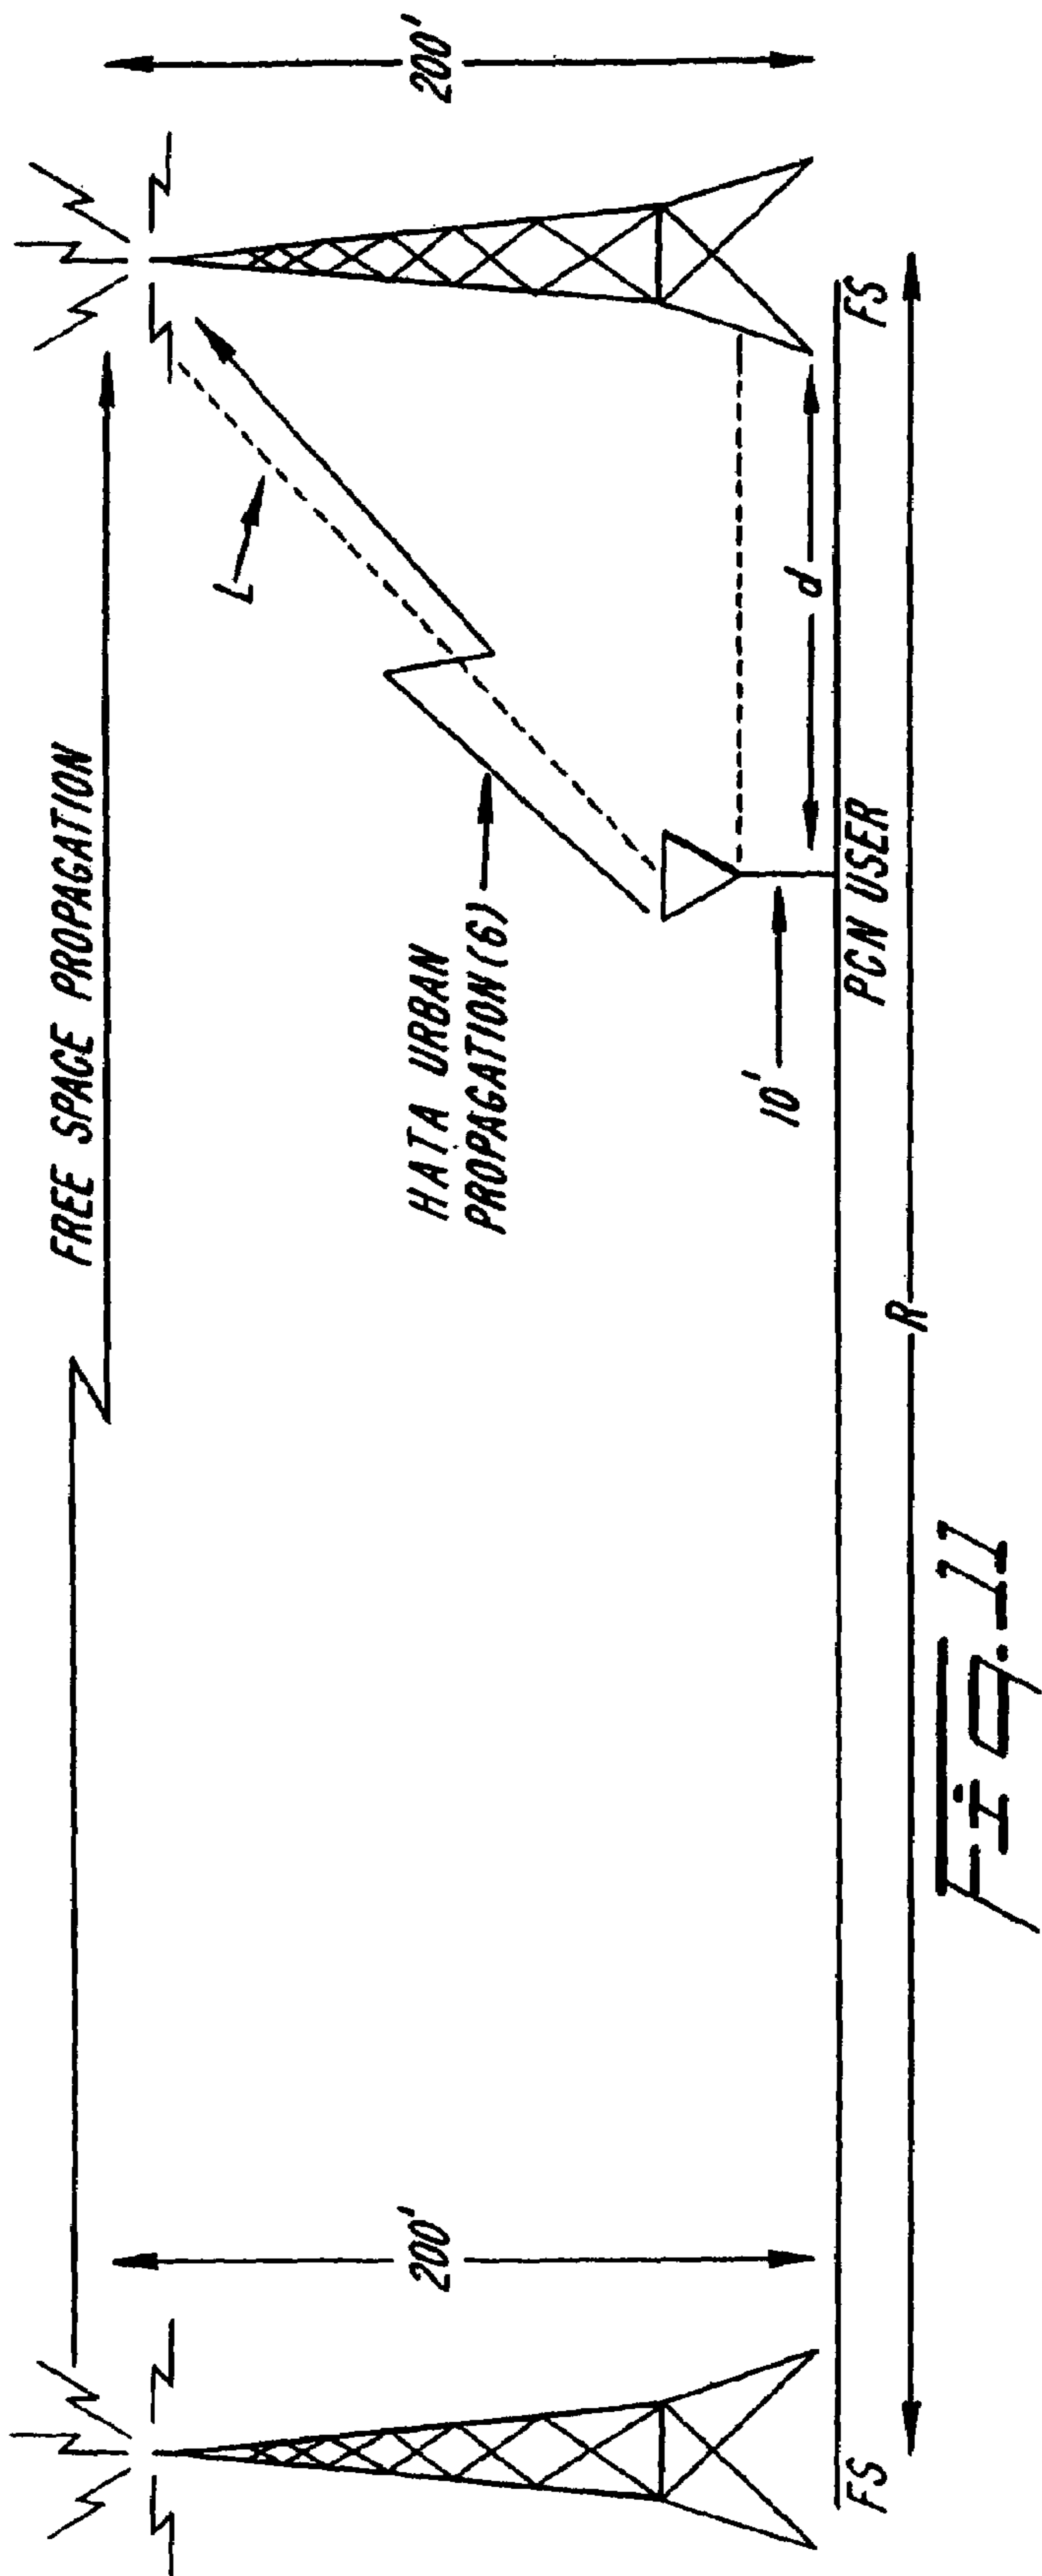 FREE SPACE PROPAGATION
200'
200'
L
HATA URBAN
PROPAGATION(6)
10'
d
FS
PCN USER
FS
R
Fig. 11